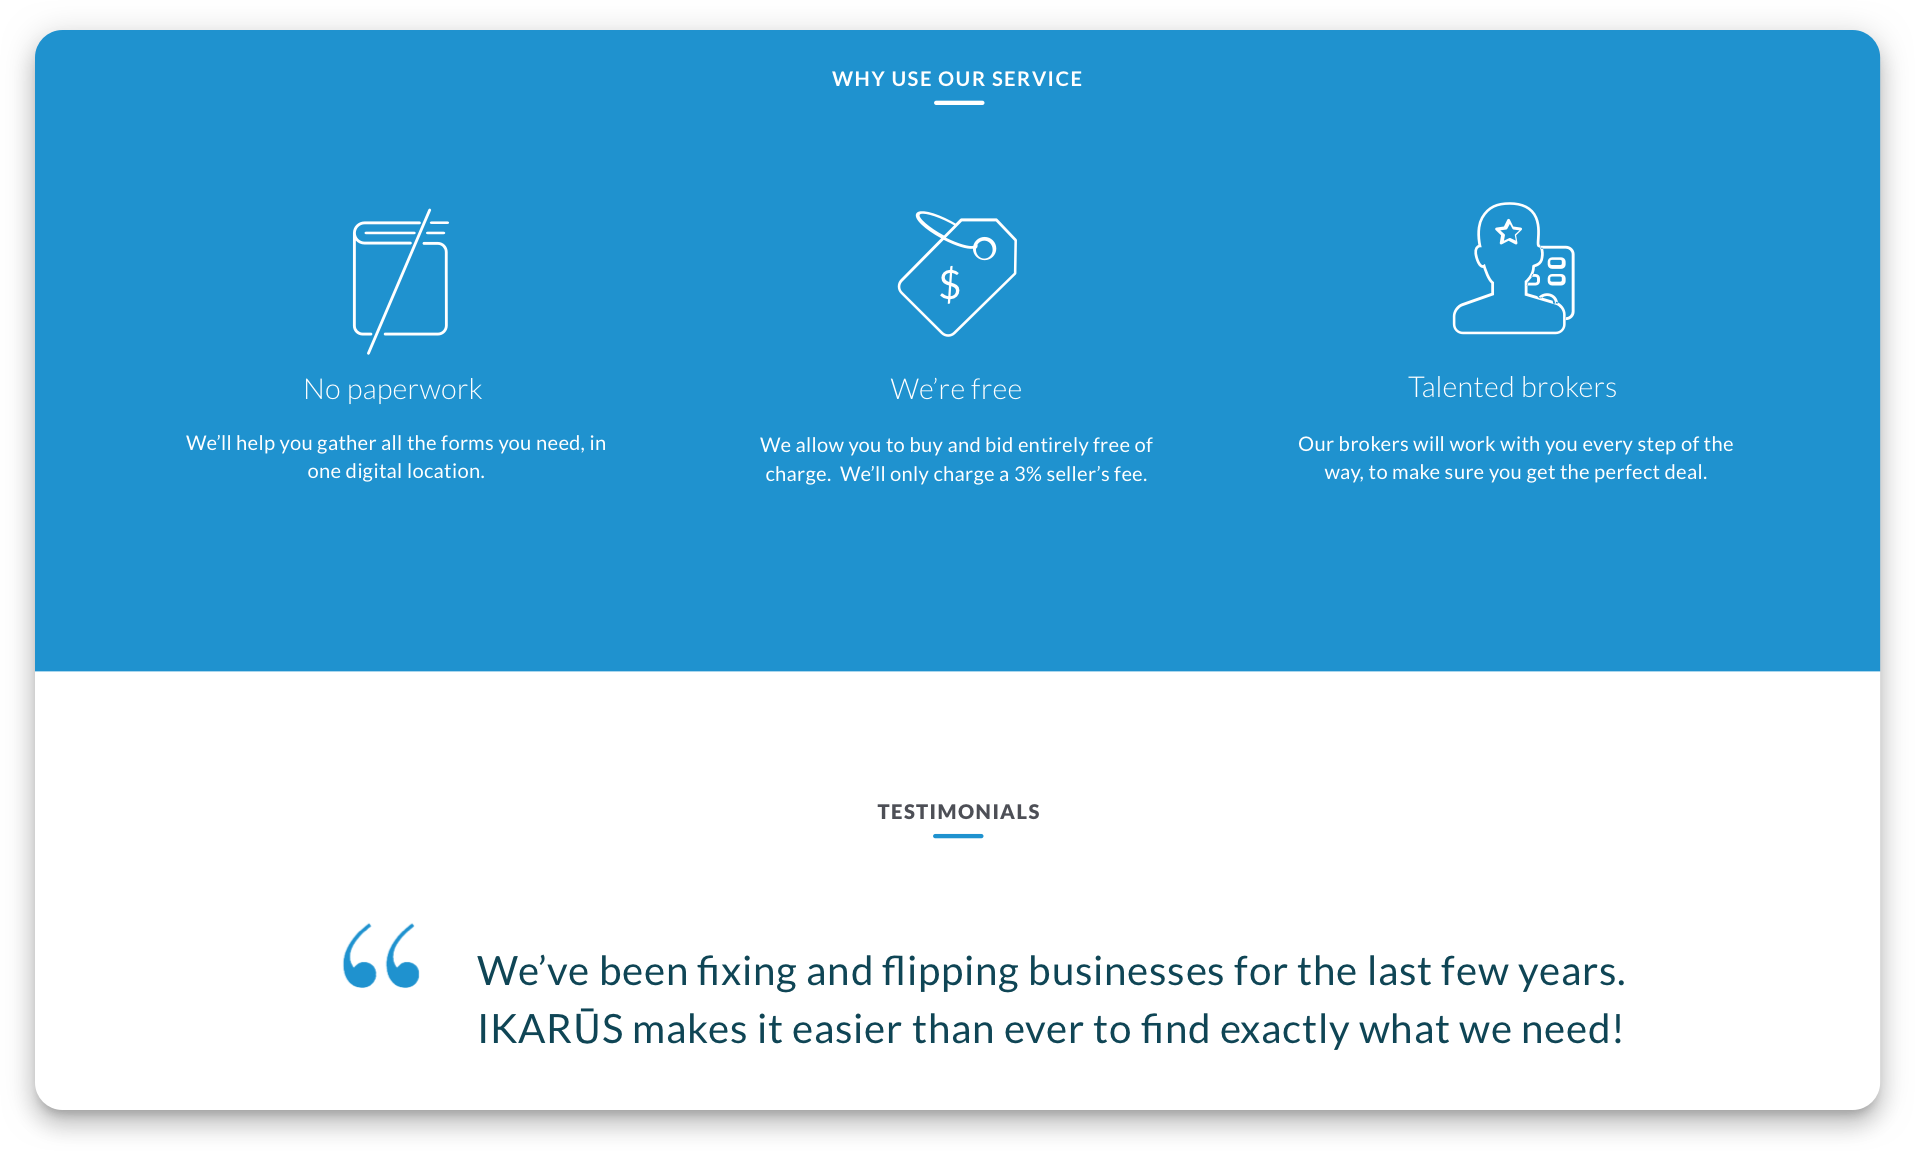 WHY USE OUR SERVICE
$
No paperwork
We'll help you gather all the forms you need, in
one digital location.
We're free
We allow you to buy and bid entirely free of
charge.  We'll only charge a 3% seller's fee.
Talented brokers
Our brokers will work with you every step of the
way, to make sure you get the perfect deal.
TESTIMONIALS
“
We've been fixing and flipping businesses for the last few years.
IKARŪS makes it easier than ever to find exactly what we need!